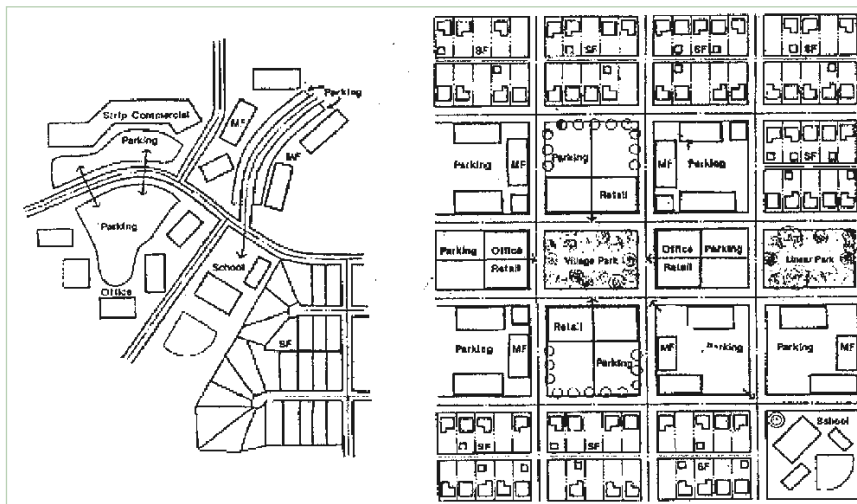 Strip Commercial
Parking
MF
Parking
MF
Parking
School
Office
SF
SF
SF
SF
SF
Parking
MF
Parking
Retail
MF
Parking
SF
Parking
Office
Retail
Village Park
Office
Parking
Retail
Linear Park
Parking
MF
Retail
Parking
MF
Parking
Parking
MF
SF
SF
SF
School